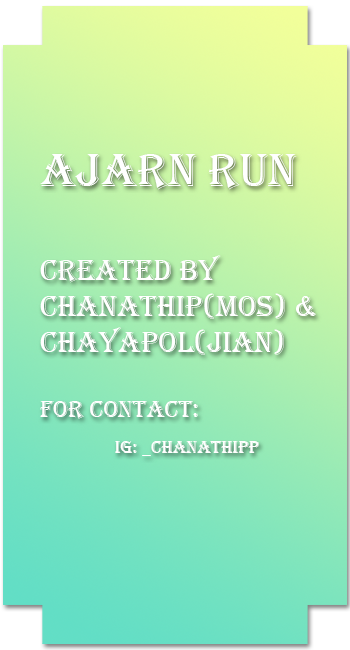 AJARN RUN
CREATED BY
CHANATHIP(MOS) &
CHAYAPOL(JIAN)
FOR CONTACT:
IG: _CHANATHIPP